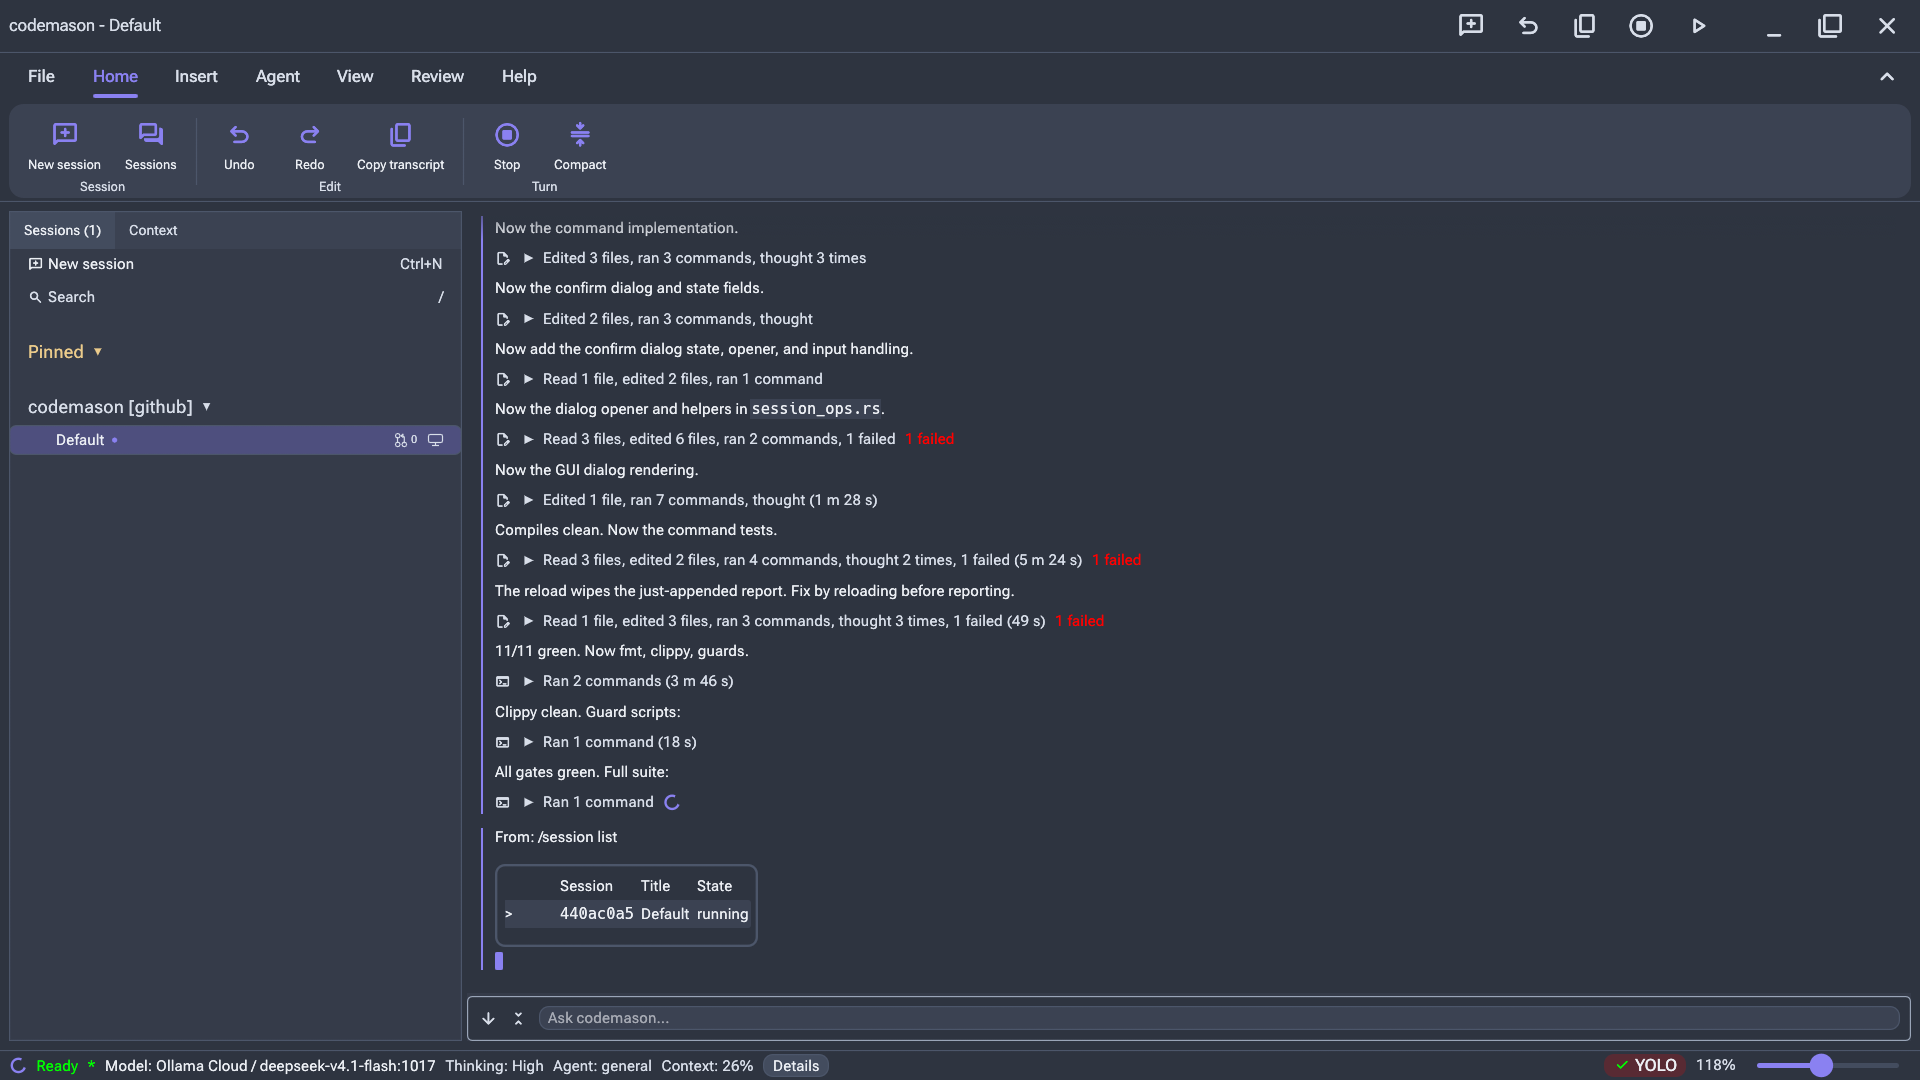 codemason - Default
File Home Insert Agent View Review Help
New session Sessions Undo Redo Copy transcript Stop Compact
Session Edit Turn
Sessions (1) Context
New session Ctrl+N
Search /
Pinned ▼
codemason [github] ▼
Default • 0
Now the command implementation.
▶ Edited 3 files, ran 3 commands, thought 3 times
Now the confirm dialog and state fields.
▶ Edited 2 files, ran 3 commands, thought
Now add the confirm dialog state, opener, and input handling.
▶ Read 1 file, edited 2 files, ran 1 command
Now the dialog opener and helpers in session_ops.rs.
▶ Read 3 files, edited 6 files, ran 2 commands, 1 failed 1 failed
Now the GUI dialog rendering.
▶ Edited 1 file, ran 7 commands, thought (1 m 28 s)
Compiles clean. Now the command tests.
▶ Read 3 files, edited 2 files, ran 4 commands, thought 2 times, 1 failed (5 m 24 s) 1 failed
The reload wipes the just-appended report. Fix by reloading before reporting.
▶ Read 1 file, edited 3 files, ran 3 commands, thought 3 times, 1 failed (49 s) 1 failed
11/11 green. Now fmt, clippy, guards.
▶ Ran 2 commands (3 m 46 s)
Clippy clean. Guard scripts:
▶ Ran 1 command (18 s)
All gates green. Full suite:
▶ Ran 1 command
From: /session list
Session Title State
> 440ac0a5 Default running
Ask codemason...
Ready * Model: Ollama Cloud / deepseek-v4.1-flash:1017 Thinking: High Agent: general Context: 26% Details ✓ YOLO 118%